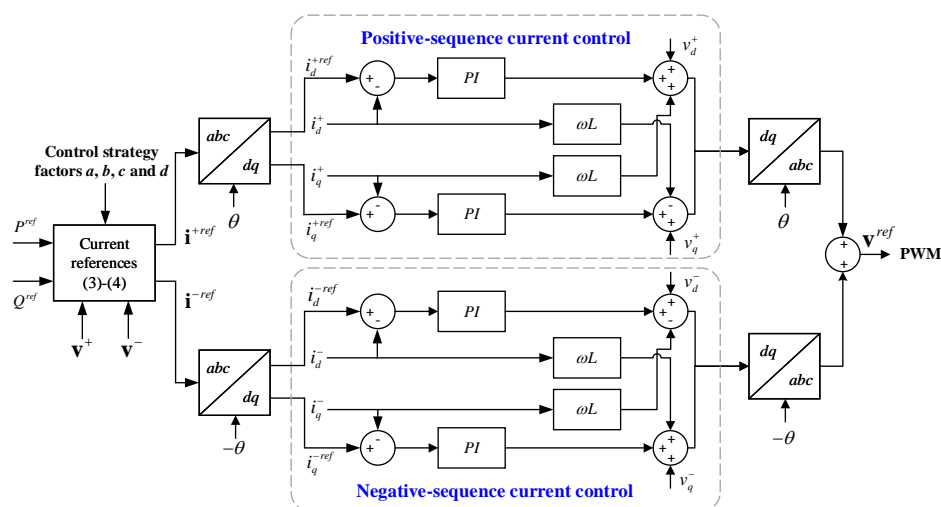 Positive-sequence current control
v_d^+
i_d^{+ref}
+
-
PI
+
+
+
i_d^+
ωL
abc
dq
dq
abc
Control strategy
factors a, b, c and d
i_q^+
ωL
θ
θ
i_q^{+ref}
-
+
PI
-
+
+
v_q^+
P^{ref}
i^{+ref}
Current
references
(3)-(4)
v^{ref}
+
+
PWM
Q^{ref}
i^{-ref}
v^+
v^-
v_d^-
i_d^{-ref}
+
-
PI
+
+
-
i_d^-
ωL
abc
dq
dq
abc
i_q^-
ωL
-θ
-θ
i_q^{-ref}
-
+
PI
+
+
+
v_q^-
Negative-sequence current control